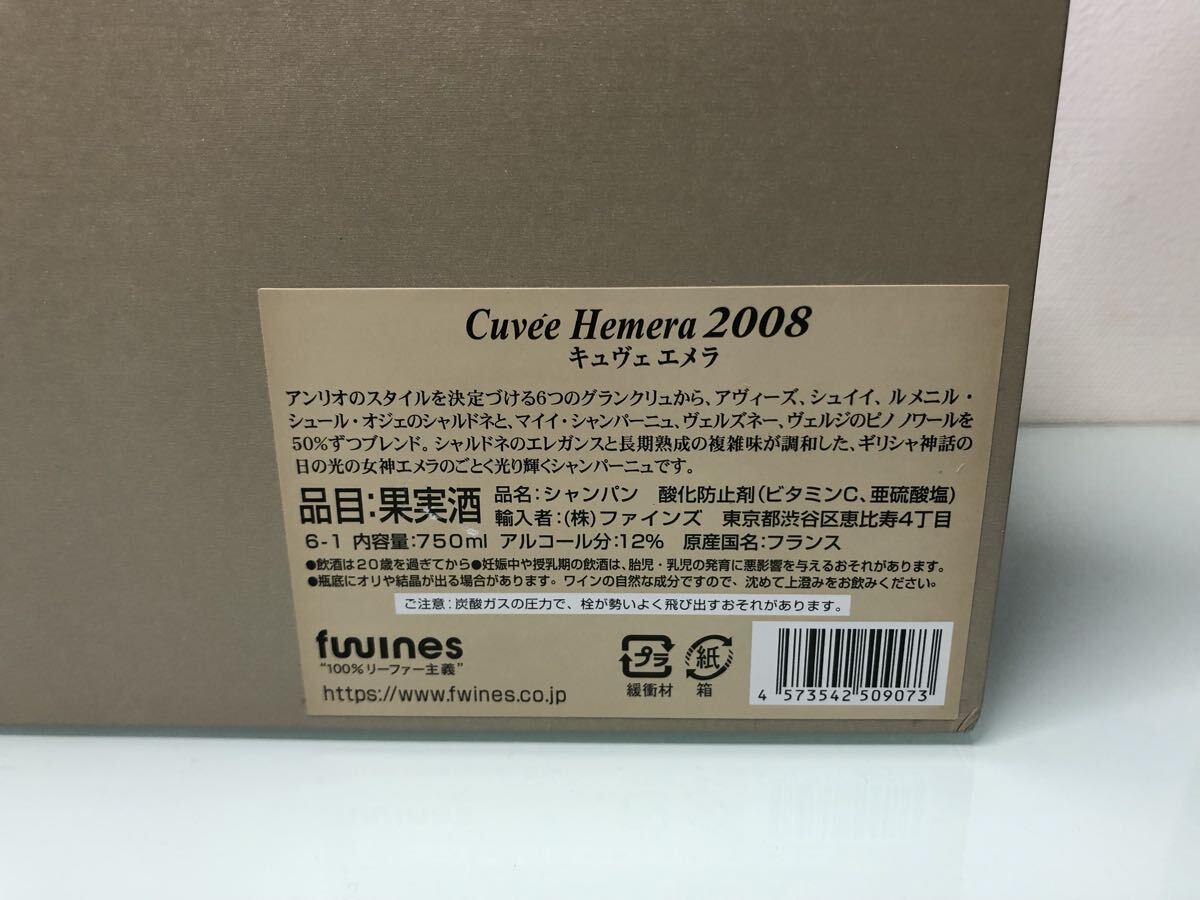 Cuvée Hemera 2008
キュヴェ エメラ
アンリオのスタイルを決定づける6つのグランクリュから、アヴィーズ、シュイイ、ルメニル・
シュール・オジェのシャルドネと、マイイ・シャンパーニュ、ヴェルズネー、ヴェルジのピノ ノワールを
50%ずつブレンド。シャルドネのエレガンスと長期熟成の複雑味が調和した、ギリシャ神話の
日の光の女神エメラのごとく光り輝くシャンパーニュです。
品目:果実酒 品名:シャンパン 酸化防止剤(ビタミンC、亜硫酸塩)
輸入者:(株)ファインズ 東京都渋谷区恵比寿4丁目
6-1 内容量:750ml アルコール分:12% 原産国名:フランス
●飲酒は20歳を過ぎてから●妊娠中や授乳期の飲酒は、胎児・乳児の発育に悪影響を与えるおそれがあります。
●瓶底にオリや結晶が出る場合があります。ワインの自然な成分ですので、沈めて上澄みをお飲みください。
ご注意:炭酸ガスの圧力で、栓が勢いよく飛び出すおそれがあります。
fwines
"100%リーファー主義"
https://www.fwines.co.jp
プラ
緩衝材
紙
箱
4 573542 509073